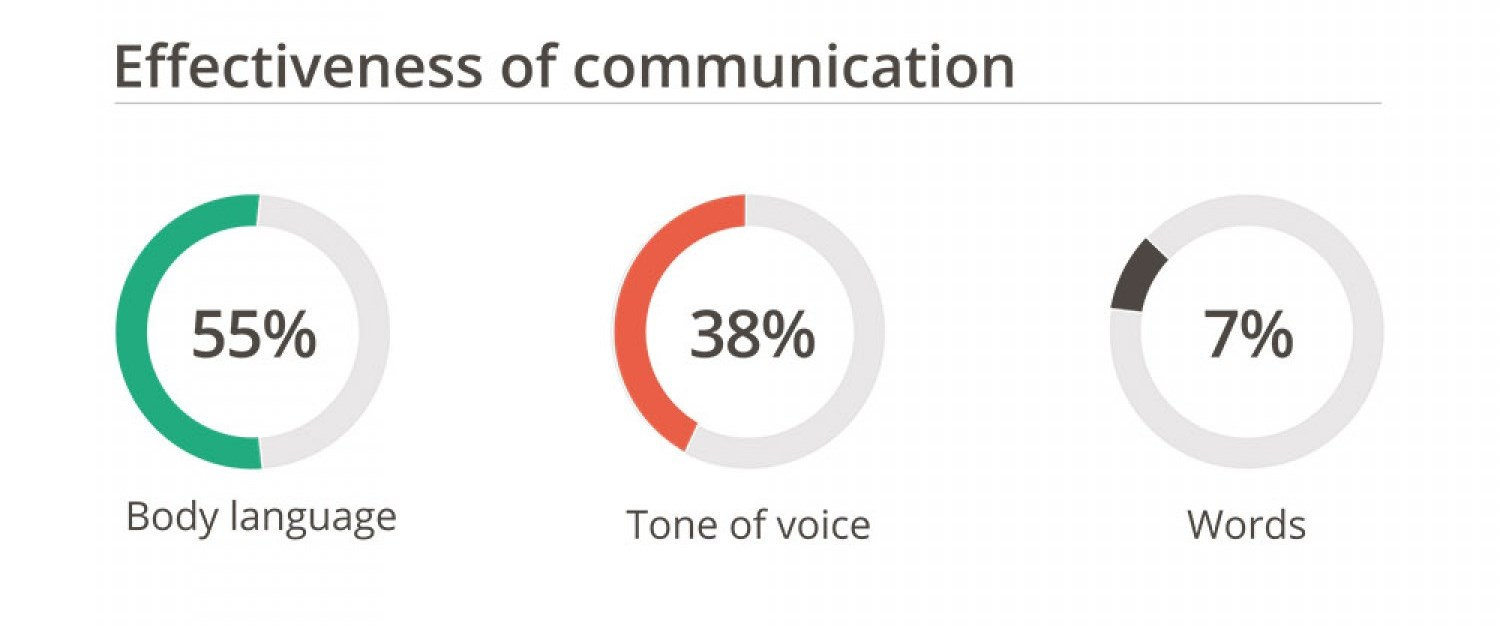 Effectiveness of communication
55%
38%
7%
Body language
Tone of voice
Words